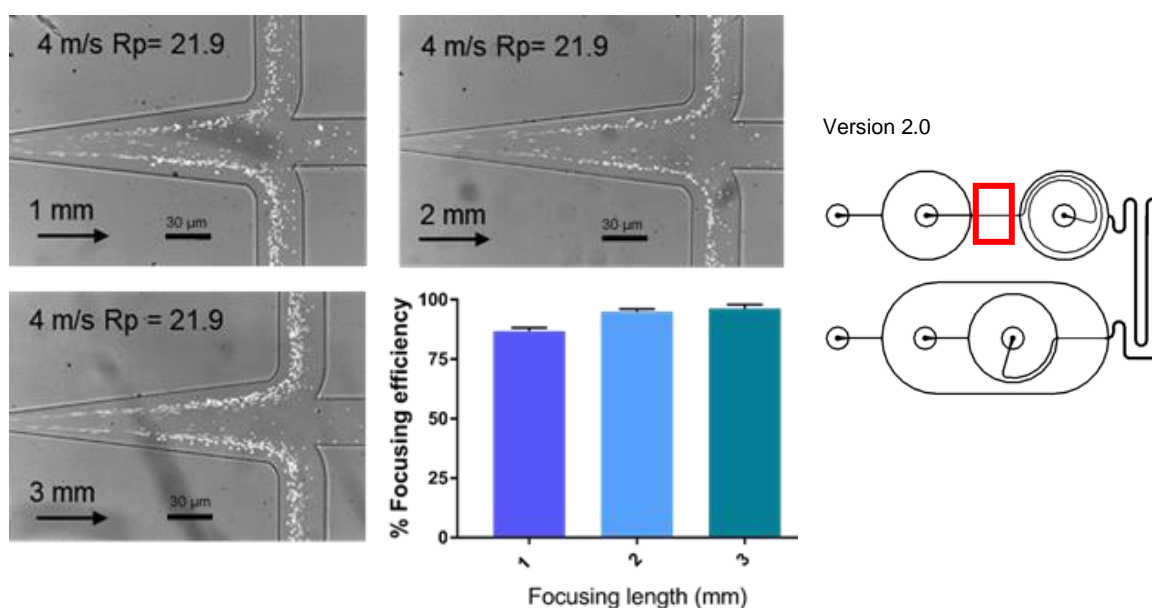 4 m/s Rp= 21.9
1 mm
30 µm
4 m/s Rp= 21.9
2 mm
30 µm
Version 2.0
4 m/s Rp = 21.9
3 mm
30 µm
% Focusing efficiency
100
75
50
25
0
1
2
3
Focusing length (mm)